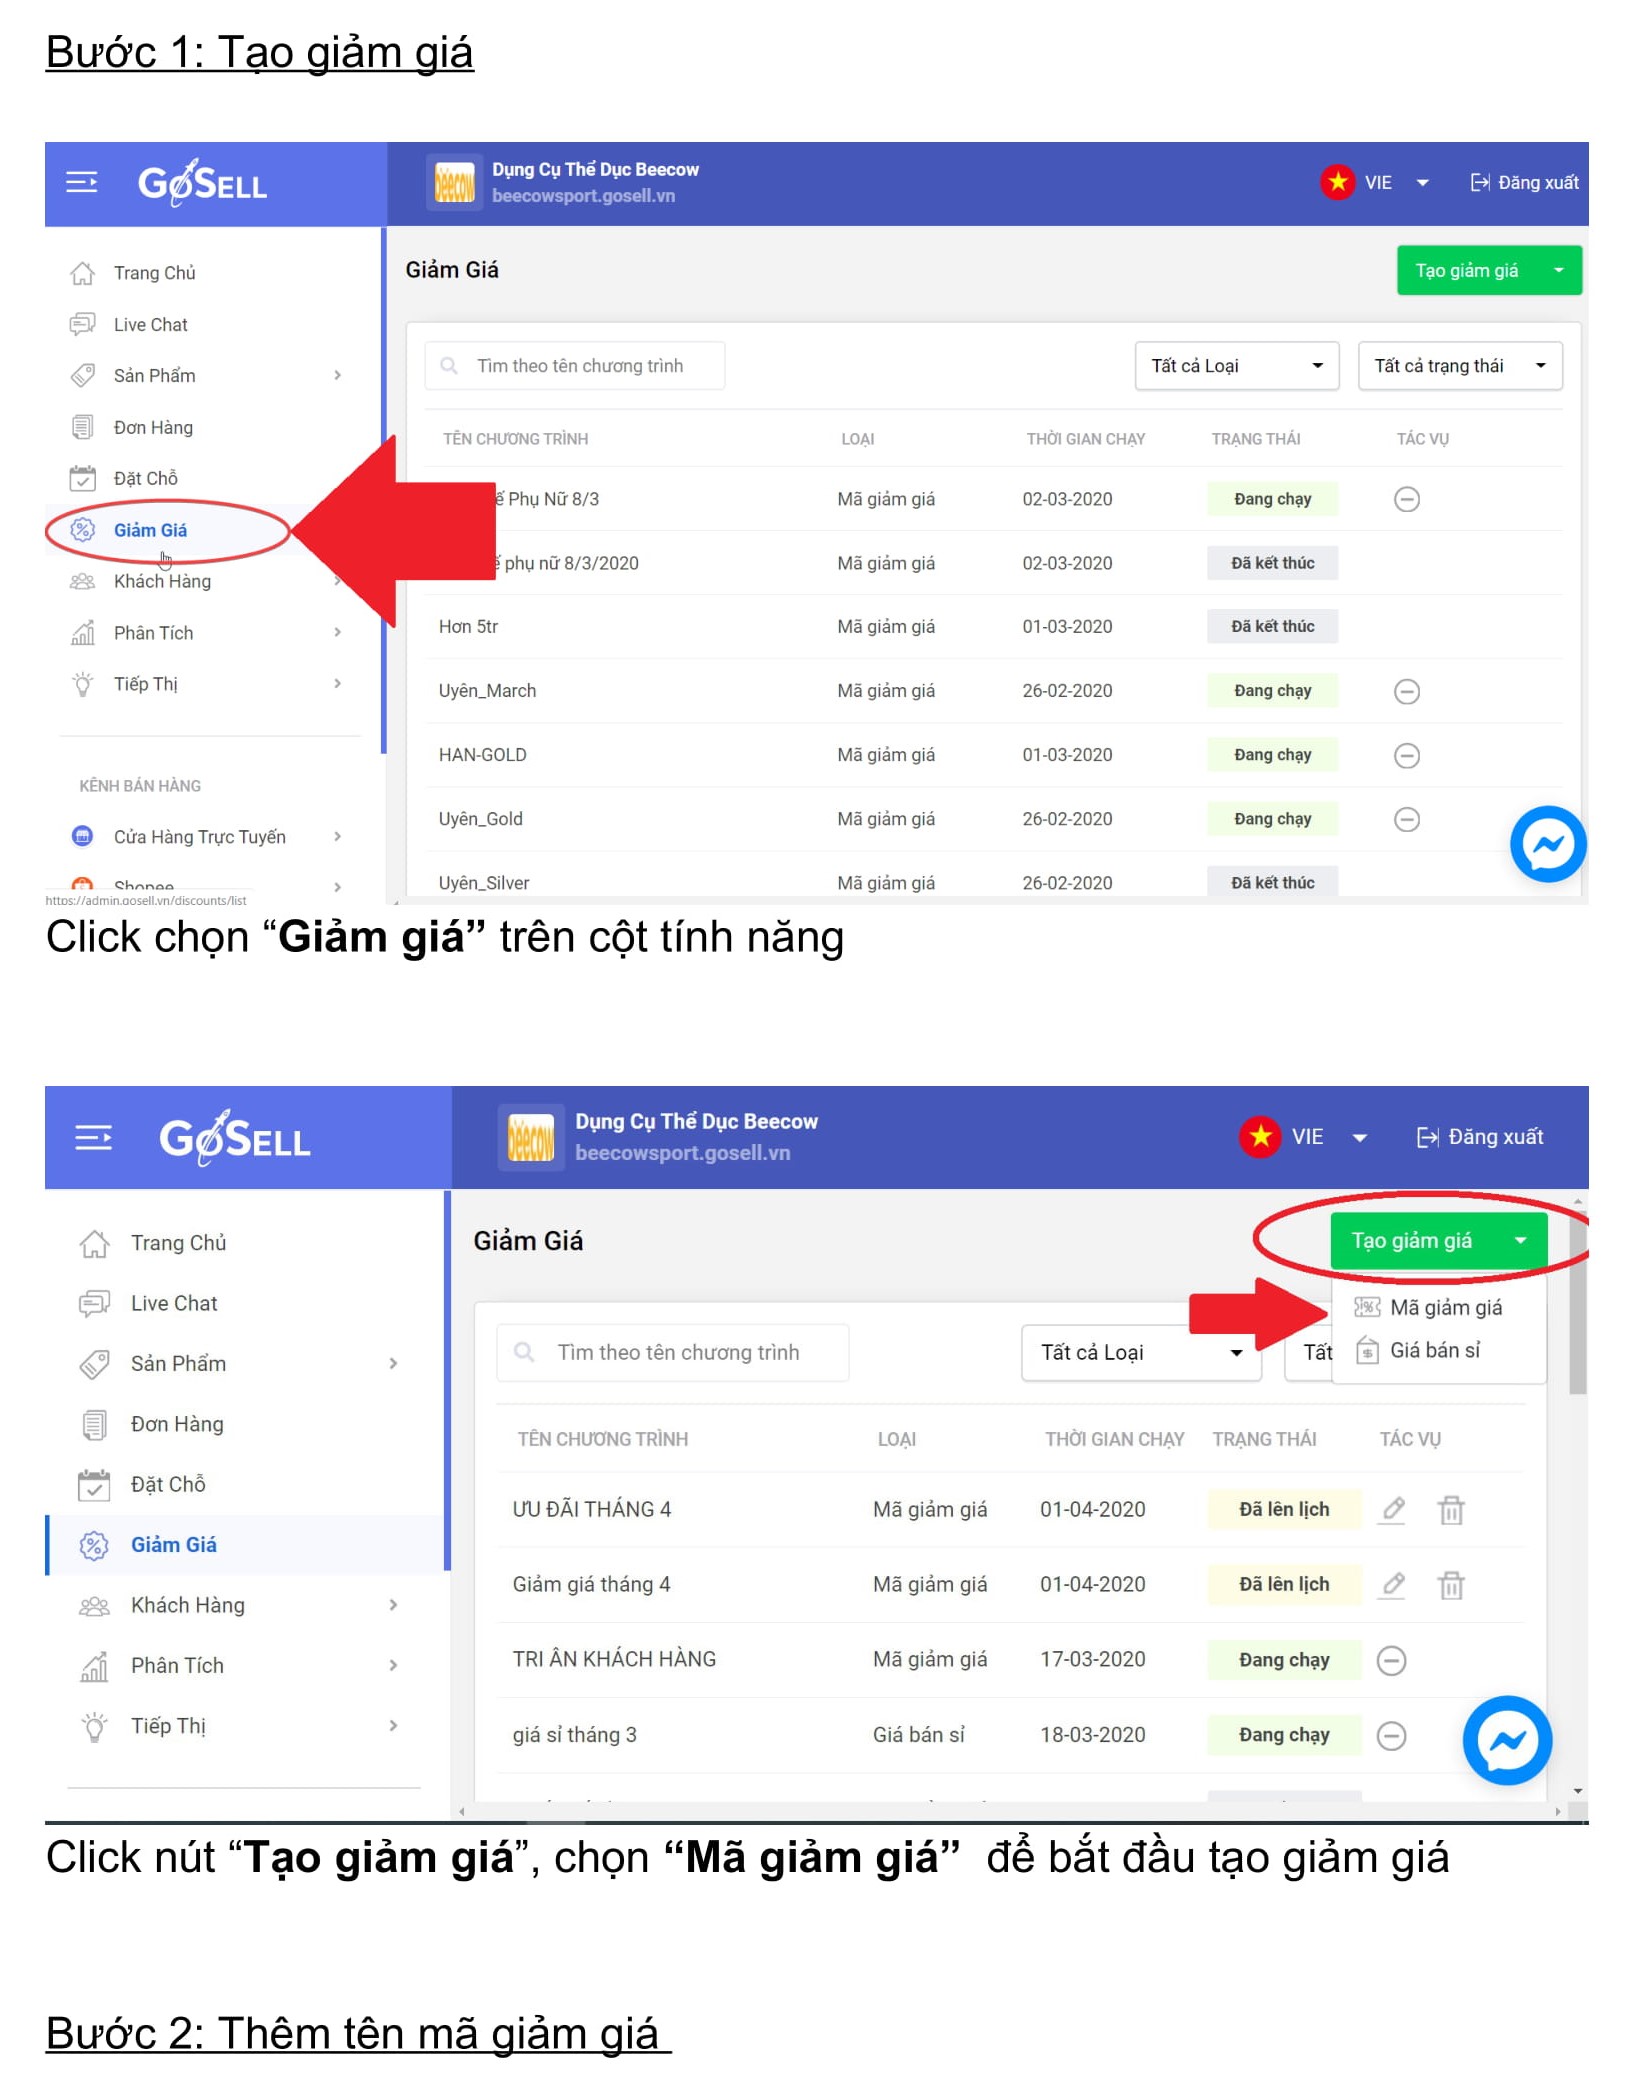 Bước 1: Tạo giảm giá
GoSELL
Dụng Cụ Thể Dục Beecow
beecowsport.gosell.vn
beecow
VIE
Đăng xuất
Trang Chủ
Live Chat
Sản Phẩm
Đơn Hàng
Đặt Chỗ
Giảm Giá
Khách Hàng
Phân Tích
Tiếp Thị
KÊNH BÁN HÀNG
Cửa Hàng Trực Tuyến
Shopee
https://admin.gosell.vn/discounts/list
Giảm Giá
Tạo giảm giá
Tìm theo tên chương trình
Tất cả Loại
Tất cả trạng thái
TÊN CHƯƠNG TRÌNH LOẠI THỜI GIAN CHẠY TRẠNG THÁI TÁC VỤ
Phụ Nữ 8/3 Mã giảm giá 02-03-2020 Đang chạy
phụ nữ 8/3/2020 Mã giảm giá 02-03-2020 Đã kết thúc
Hơn 5tr Mã giảm giá 01-03-2020 Đã kết thúc
Uyên_March Mã giảm giá 26-02-2020 Đang chạy
HAN-GOLD Mã giảm giá 01-03-2020 Đang chạy
Uyên_Gold Mã giảm giá 26-02-2020 Đang chạy
Uyên_Silver Mã giảm giá 26-02-2020 Đã kết thúc
Click chọn “Giảm giá” trên cột tính năng
GoSELL
beecow
Dụng Cụ Thể Dục Beecow
beecowsport.gosell.vn
VIE
Đăng xuất
Trang Chủ
Live Chat
Sản Phẩm
Đơn Hàng
Đặt Chỗ
Giảm Giá
Khách Hàng
Phân Tích
Tiếp Thị
Giảm Giá
Tạo giảm giá
Mã giảm giá
Giá bán sỉ
Tìm theo tên chương trình
Tất cả Loại
Tất
TÊN CHƯƠNG TRÌNH LOẠI THỜI GIAN CHẠY TRẠNG THÁI TÁC VỤ
ƯU ĐÃI THÁNG 4 Mã giảm giá 01-04-2020 Đã lên lịch
Giảm giá tháng 4 Mã giảm giá 01-04-2020 Đã lên lịch
TRI ÂN KHÁCH HÀNG Mã giảm giá 17-03-2020 Đang chạy
giá sỉ tháng 3 Giá bán sỉ 18-03-2020 Đang chạy
Click nút “Tạo giảm giá”, chọn “Mã giảm giá” để bắt đầu tạo giảm giá
Bước 2: Thêm tên mã giảm giá